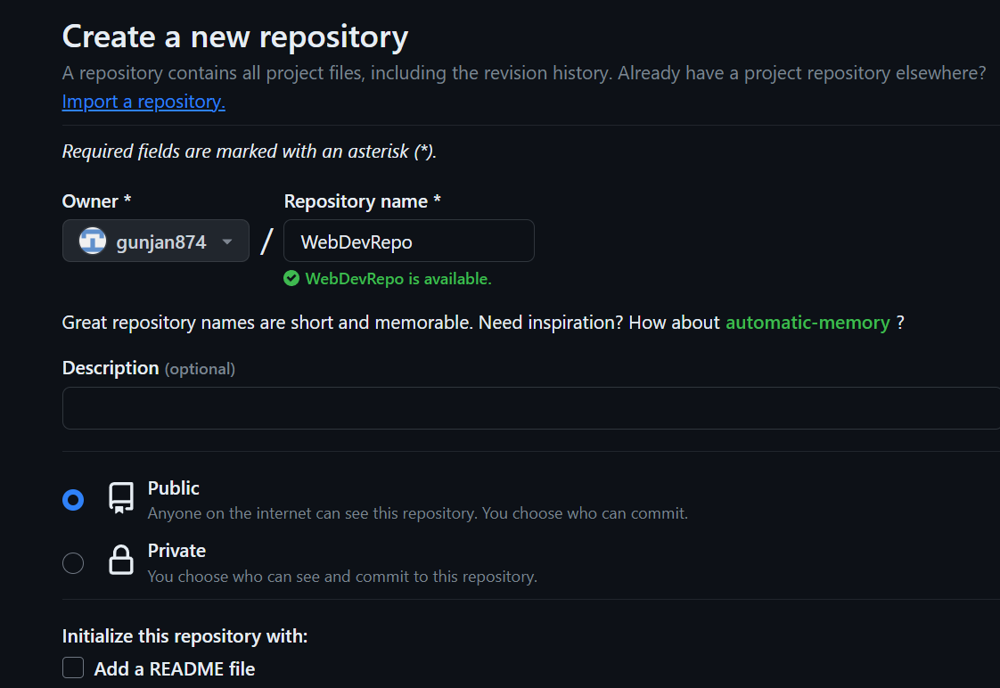 Create a new repository
A repository contains all project files, including the revision history. Already have a project repository elsewhere?
Import a repository.
Required fields are marked with an asterisk (*).
Owner *
Repository name *
gunjan874
/
WebDevRepo
WebDevRepo is available.
Great repository names are short and memorable. Need inspiration? How about automatic-memory ?
Description (optional)
Public
Anyone on the internet can see this repository. You choose who can commit.
Private
You choose who can see and commit to this repository.
Initialize this repository with:
Add a README file